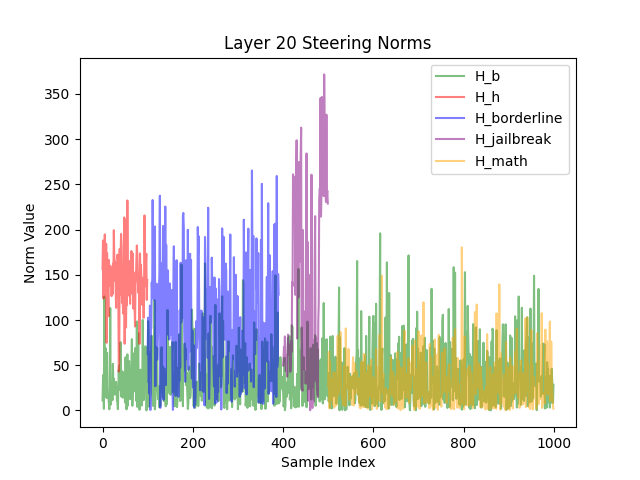 Layer 20 Steering Norms
H_b
H_h
H_borderline
H_jailbreak
H_math
Norm Value
350
300
250
200
150
100
50
0
0 200 400 600 800 1000
Sample Index